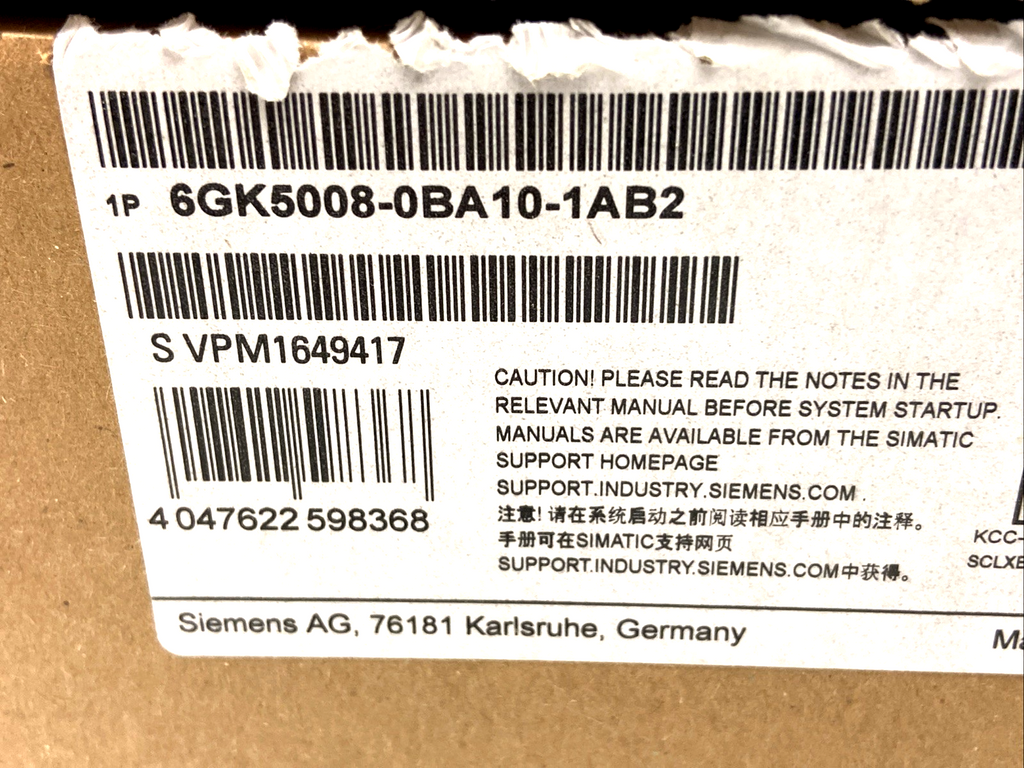 1P 6GK5008-0BA10-1AB2
S VPM1649417
4 047622 598368
CAUTION! PLEASE READ THE NOTES IN THE
RELEVANT MANUAL BEFORE SYSTEM STARTUP.
MANUALS ARE AVAILABLE FROM THE SIMATIC
SUPPORT HOMEPAGE
SUPPORT.INDUSTRY.SIEMENS.COM .
注意! 请在系统启动之前阅读相应手册中的注释。
手册可在SIMATIC支持网页
SUPPORT.INDUSTRY.SIEMENS.COM中获得。
KCC-
SCLXE
Siemens AG, 76181 Karlsruhe, Germany